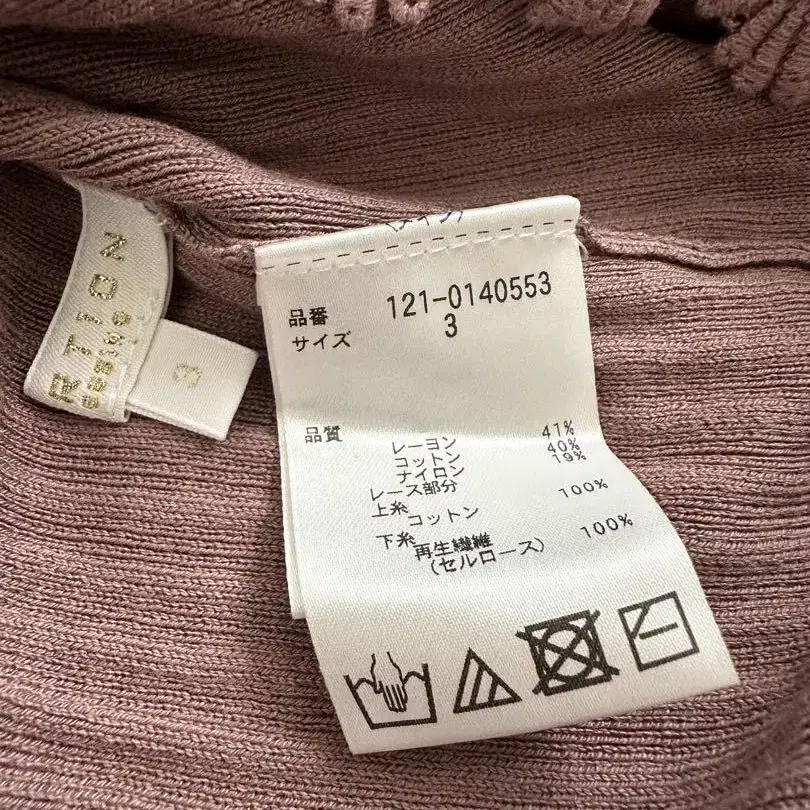 RTION
3
品番 121-0140553
サイズ 3
品質
レーヨン 41%
コットン 40%
ナイロン 19%
レース部分
上糸
コットン 100%
下糸
再生繊維 100%
(セルロース)